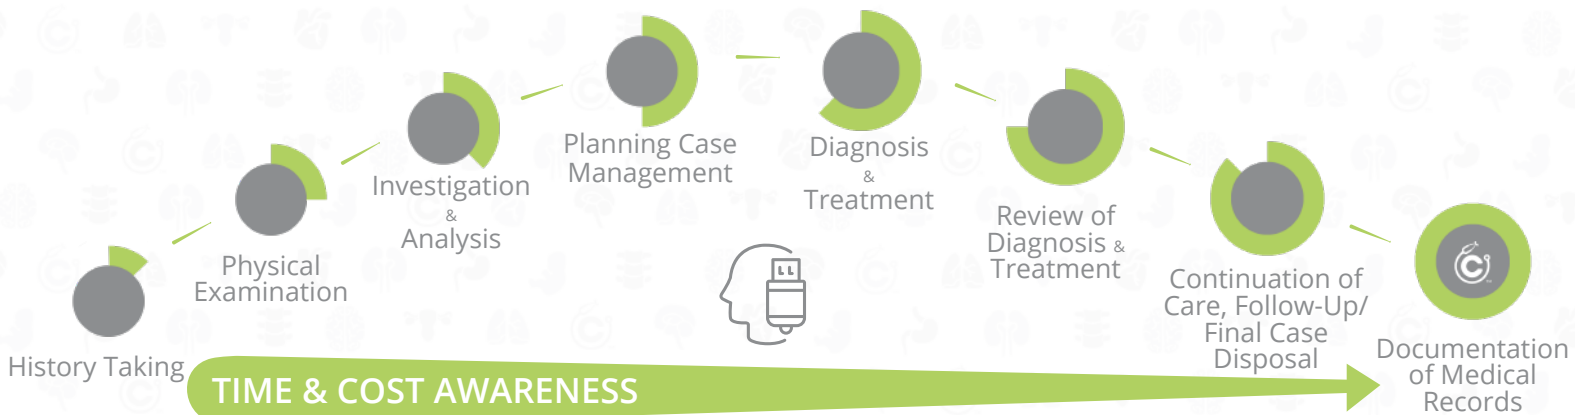 History Taking
Physical
Examination
Investigation
&
Analysis
Planning Case
Management
Diagnosis
&
Treatment
Review of
Diagnosis &
Treatment
Continuation of
Care, Follow-Up/
Final Case
Disposal
Documentation
of Medical
Records
TIME & COST AWARENESS